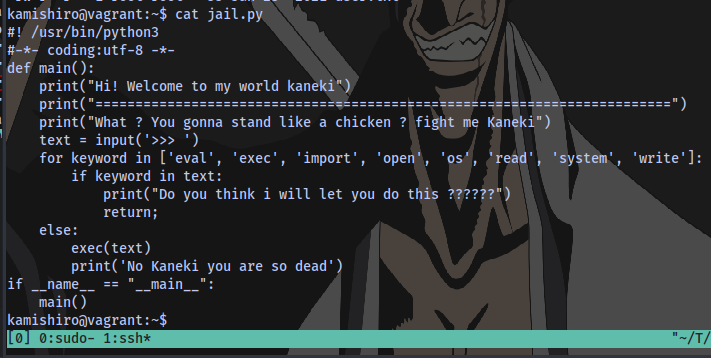 kamishiro@vagrant:~$ cat jail.py
#! /usr/bin/python3
#-*- coding:utf-8 -*-
def main():
    print("Hi! Welcome to my world kaneki")
    print("========================================================================")
    print("What ? You gonna stand like a chicken ? fight me Kaneki")
    text = input('>>> ')
    for keyword in ['eval', 'exec', 'import', 'open', 'os', 'read', 'system', 'write']:
        if keyword in text:
            print("Do you think i will let you do this ??????")
            return;
    else:
        exec(text)
        print('No Kaneki you are so dead')
if __name__ == "__main__":
    main()
kamishiro@vagrant:~$
[0] 0:sudo- 1:ssh* "~/T/